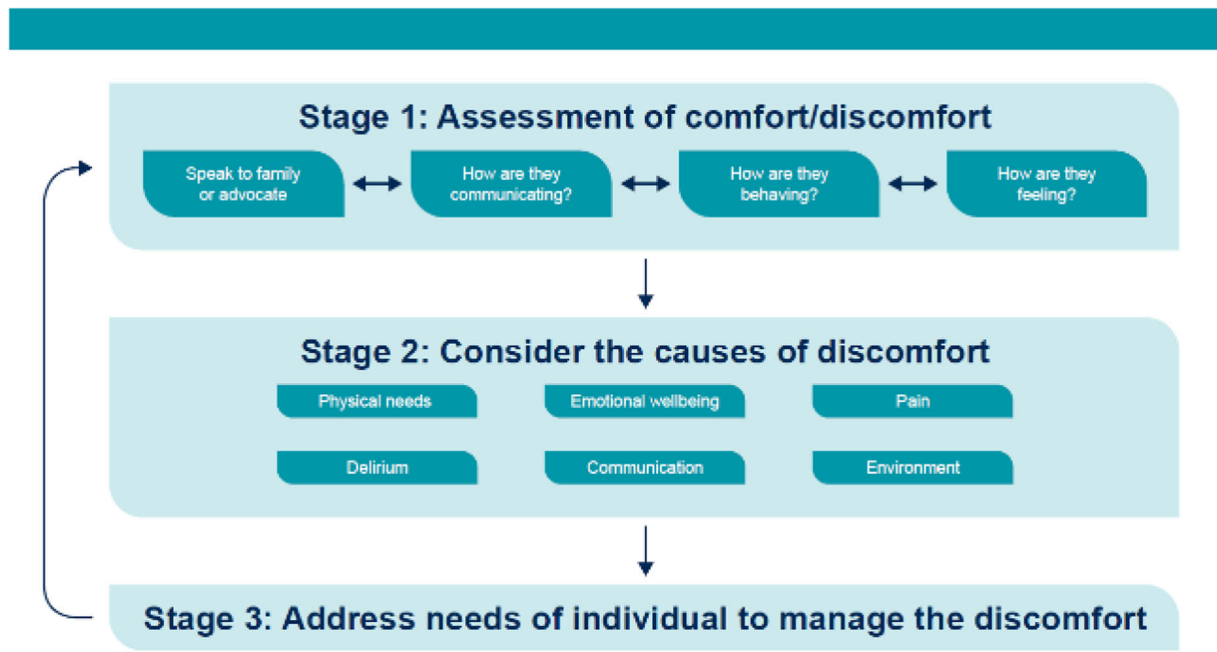 Stage 1: Assessment of comfort/discomfort
Speak to family
or advocate
How are they
communicating?
How are they
behaving?
How are they
feeling?
Stage 2: Consider the causes of discomfort
Physical needs
Emotional wellbeing
Pain
Delirium
Communication
Environment
Stage 3: Address needs of individual to manage the discomfort